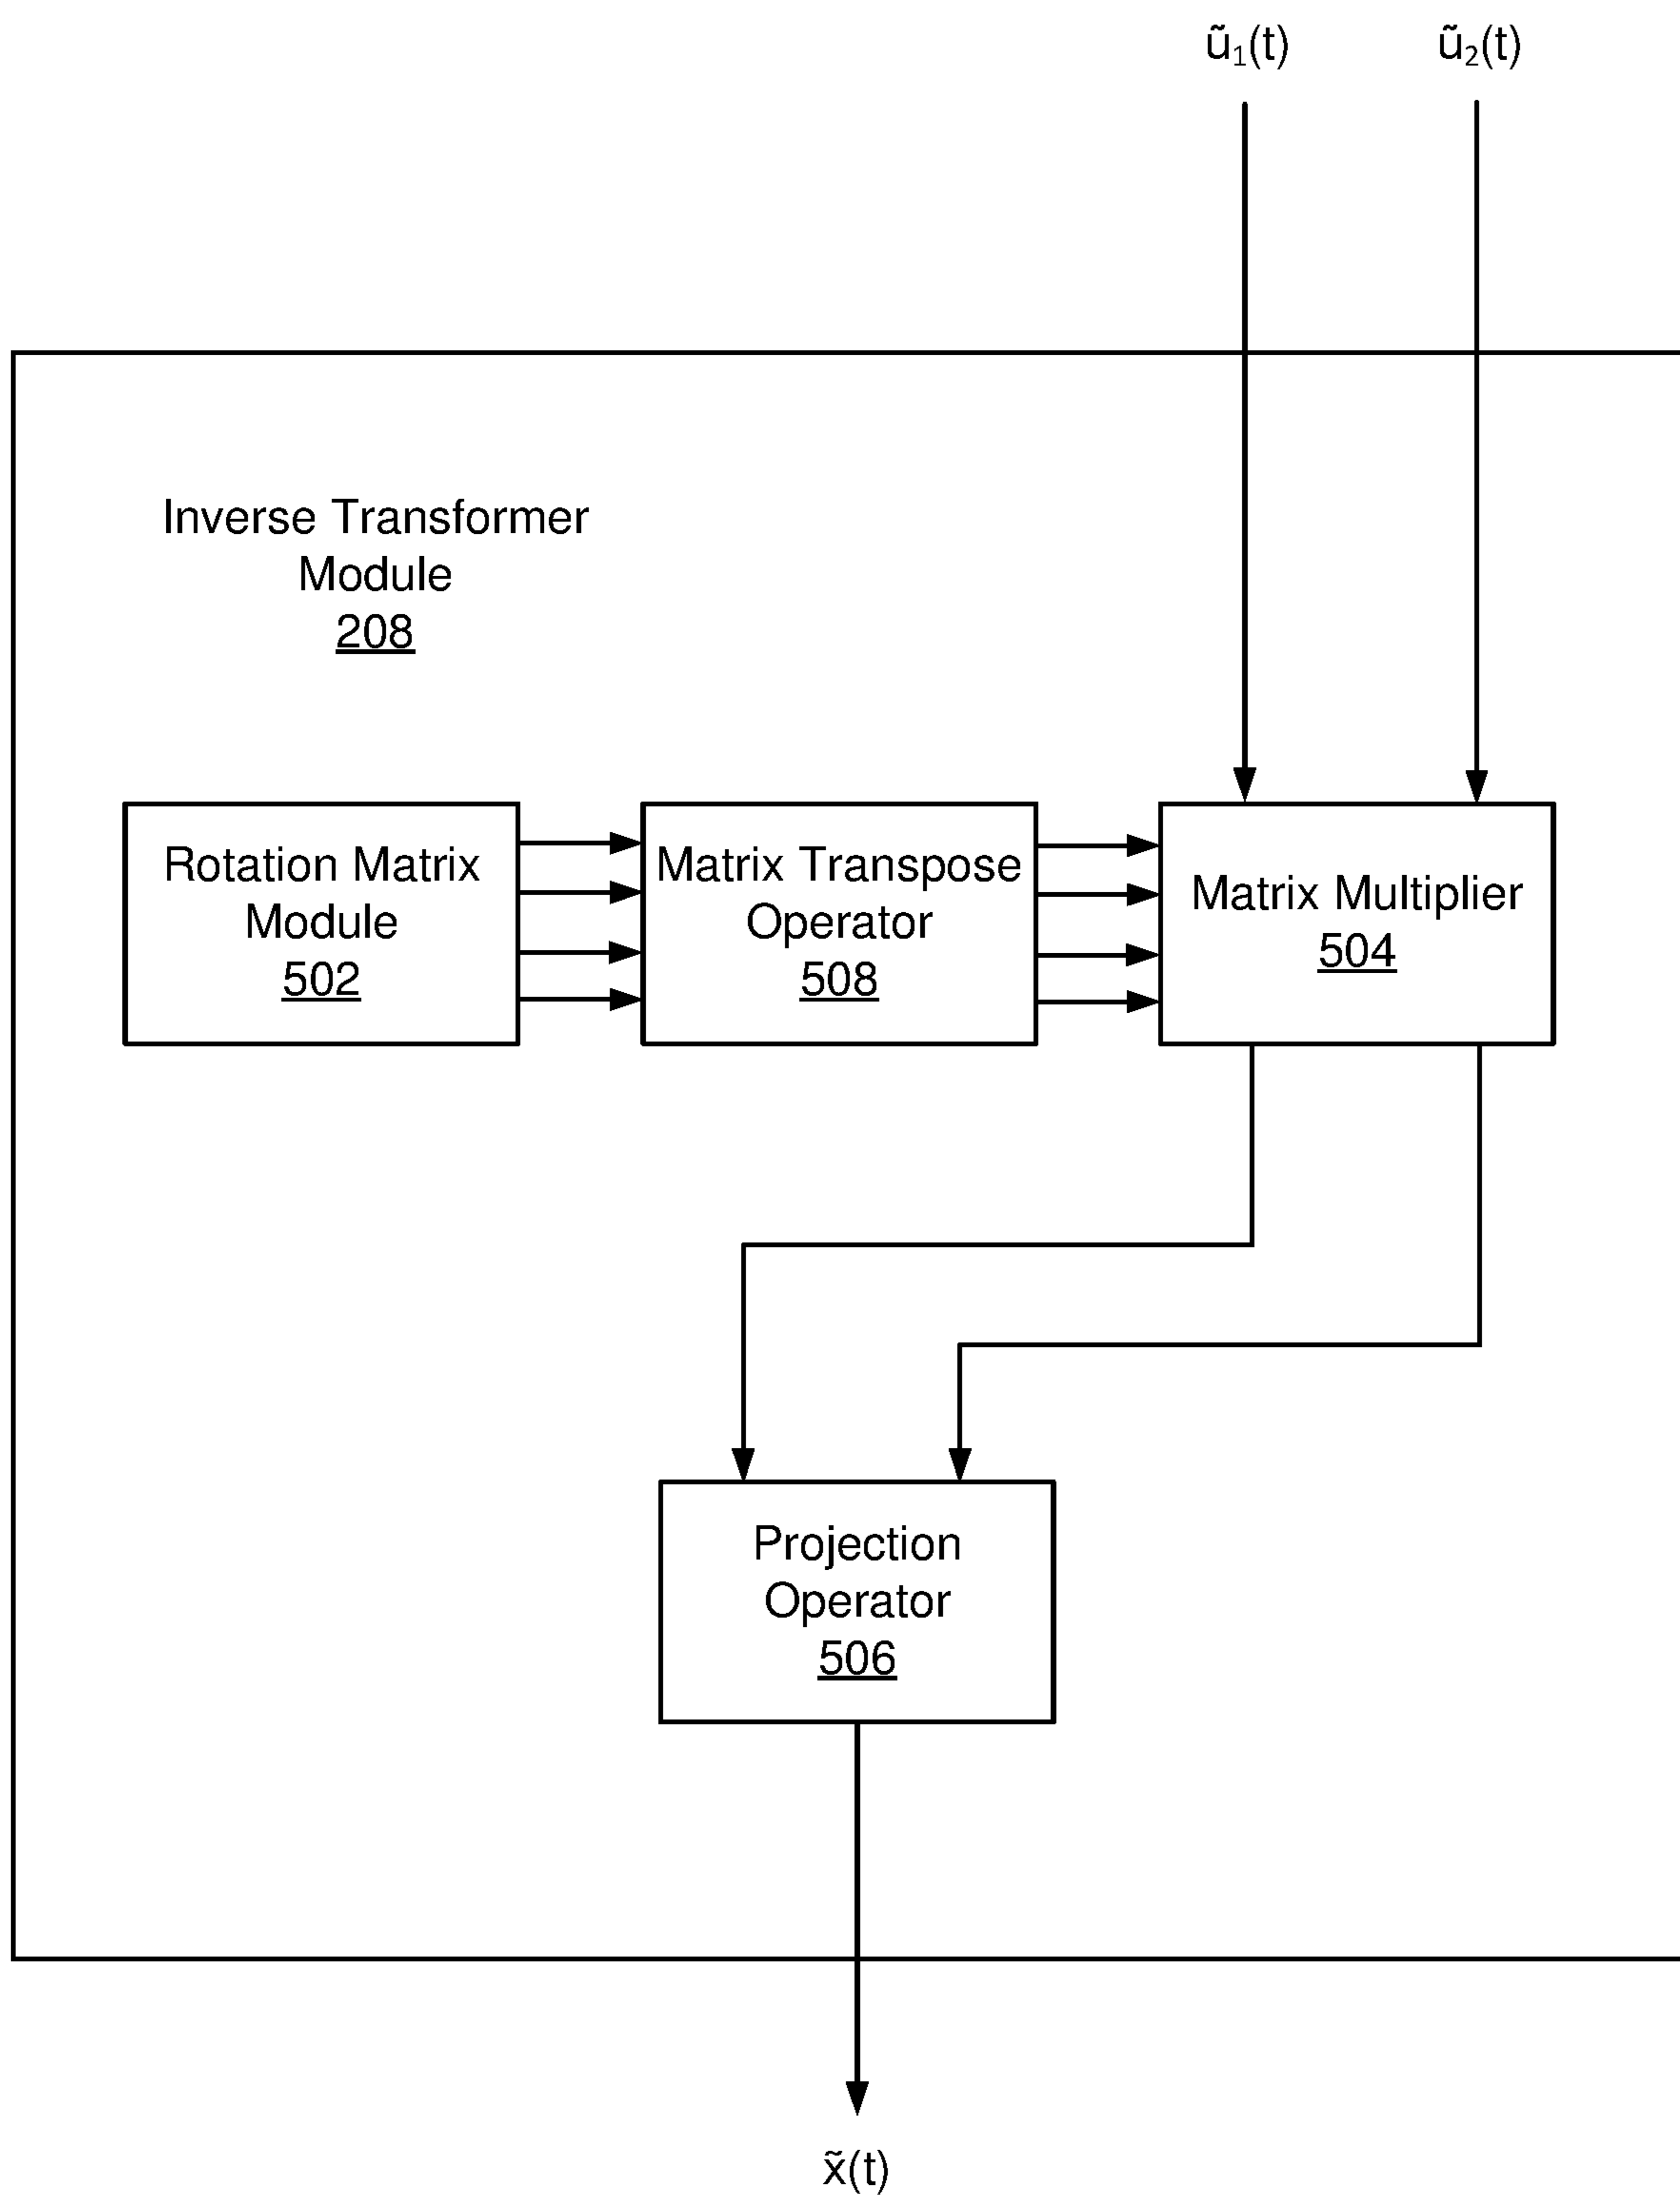 ũ₁(t) ũ₂(t)
Inverse Transformer
Module
208
Rotation Matrix
Module
502
Matrix Transpose
Operator
508
Matrix Multiplier
504
Projection
Operator
506
x̃(t)